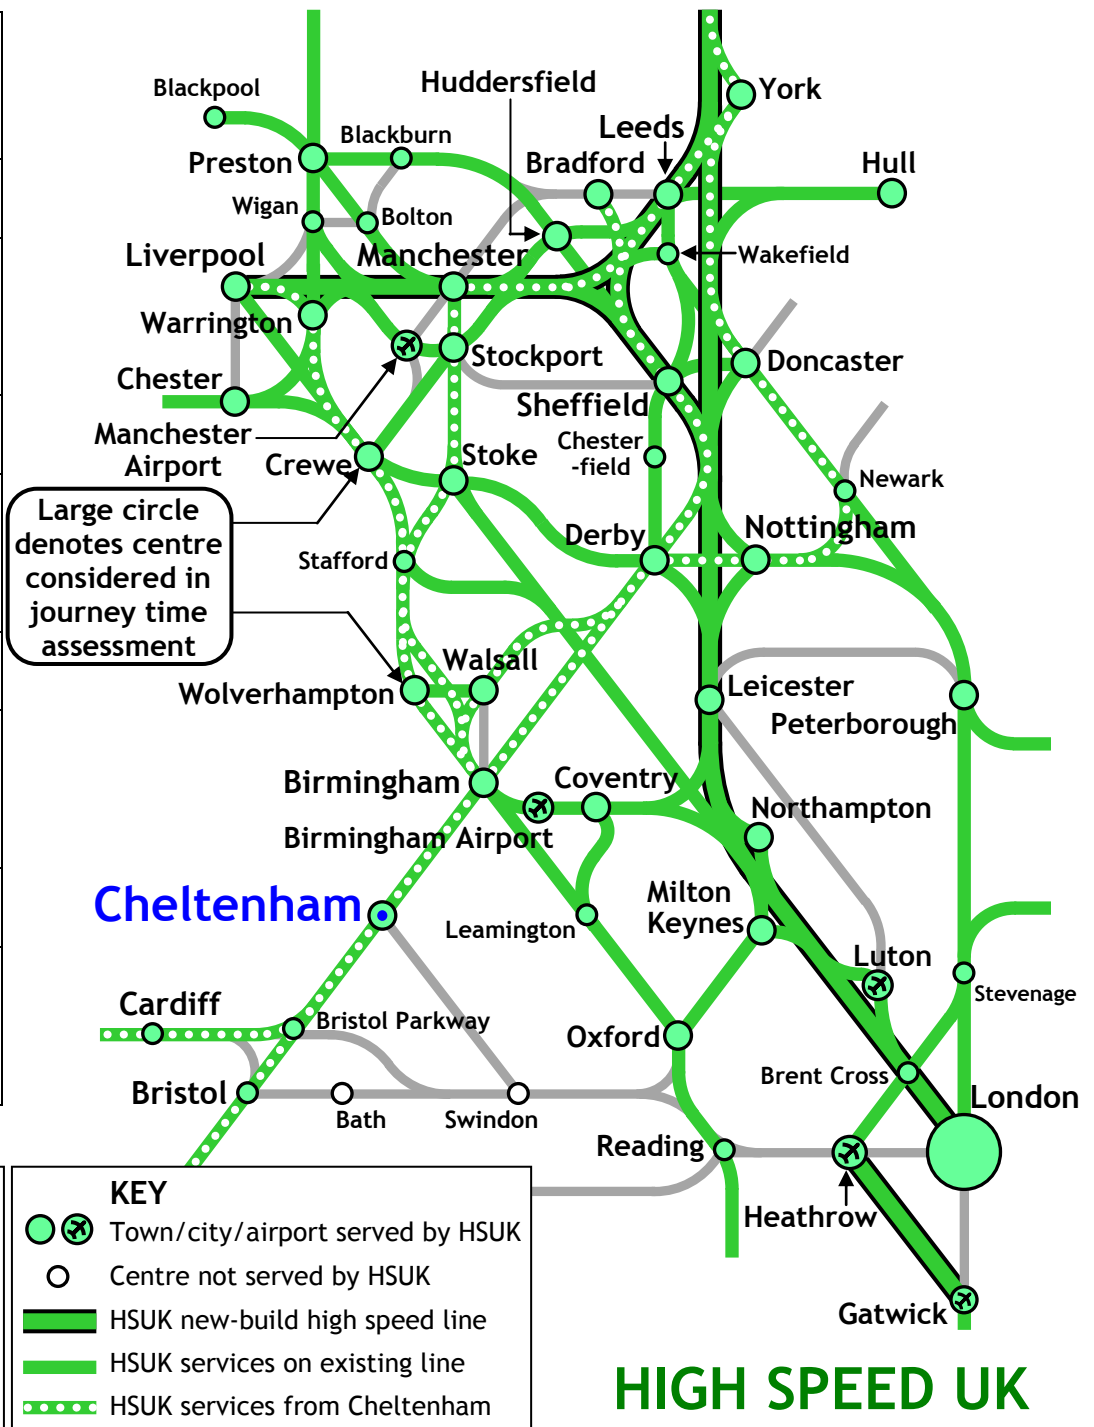 Huddersfield
Blackpool
York
Leeds
Blackburn
Bradford
Hull
Preston
Wigan
Bolton
Liverpool
Manchester
Wakefield
Warrington
Stockport
Doncaster
Chester
Sheffield
Manchester
Airport
Chester
-field
Crewe
Stoke
Newark
Large circle
denotes centre
considered in
journey time
assessment
Nottingham
Derby
Stafford
Walsall
Wolverhampton
Leicester
Peterborough
Birmingham
Coventry
Northampton
Birmingham Airport
Cheltenham
Milton
Keynes
Leamington
Luton
Stevenage
Cardiff
Bristol Parkway
Oxford
Brent Cross
Bristol
London
Bath
Swindon
Reading
KEY
Heathrow
Town/city/airport served by HSUK
Centre not served by HSUK
HSUK new-build high speed line
Gatwick
HSUK services on existing line
HSUK services from Cheltenham
HIGH SPEED UK